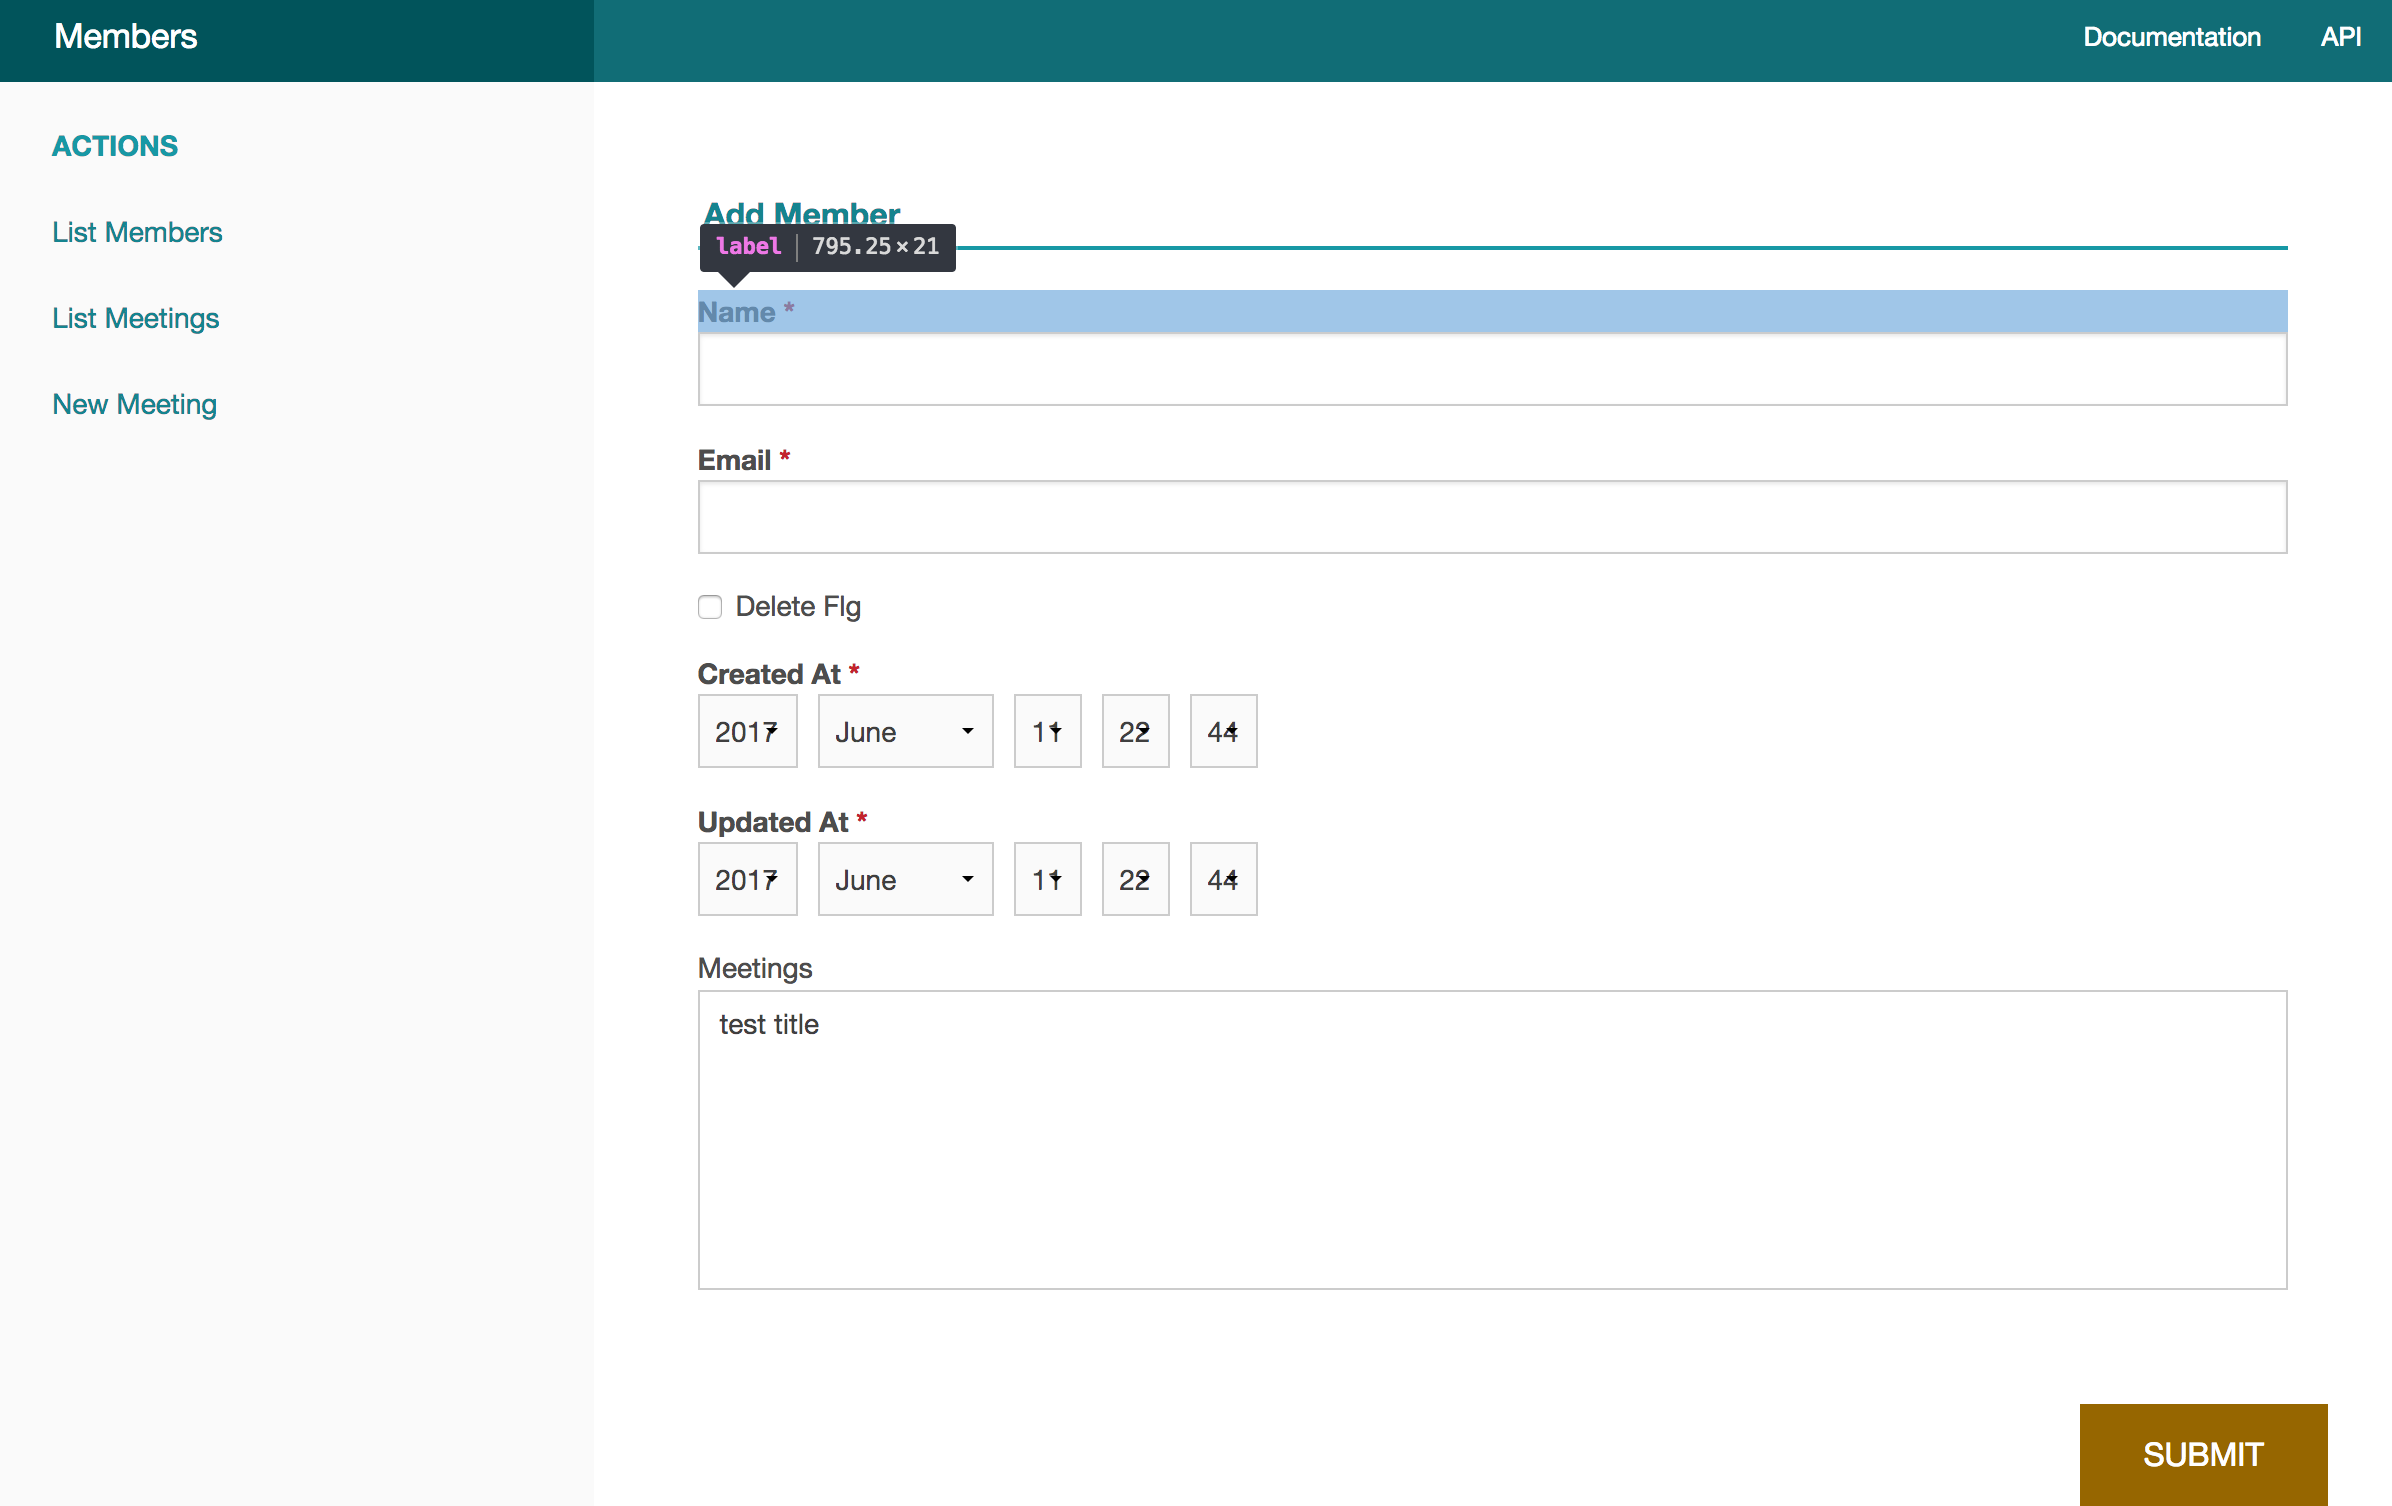 Members
Documentation API
ACTIONS
List Members
List Meetings
New Meeting
Add Member
label 795.25×21
Name *
Email *
Delete Flg
Created At *
2017 June 11 22 44
Updated At *
2017 June 11 22 44
Meetings
test title
SUBMIT